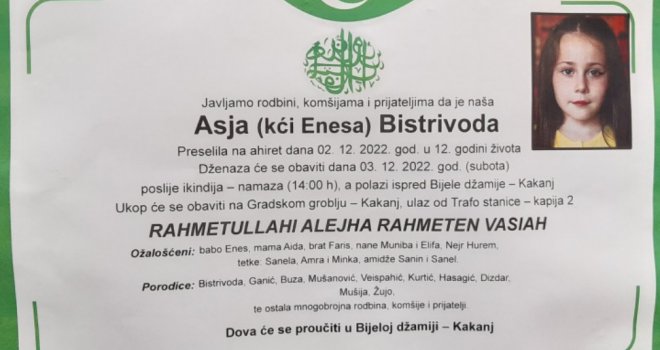 Javljamo rodbini, komšijama i prijateljima da je naša
Asja (kći Enesa) Bistrivoda
Preselila na ahiret dana 02. 12. 2022. god. u 12. godini života
Dženaza će se obaviti dana 03. 12. 2022. god. (subota)
poslije ikindija – namaza (14:00 h), a polazi ispred Bijele džamije – Kakanj
Ukop će se obaviti na Gradskom groblju – Kakanj, ulaz od Trafo stanice – kapija 2
RAHMETULLAHI ALEJHA RAHMETEN VASIAH
Ožalošćeni: babo Enes, mama Aida, brat Faris, nane Muniba i Elifa, Nejr Hurem,
tetke: Sanela, Amra i Minka, amidže Sanin i Sanel.
Porodice: Bistrivoda, Ganić, Buza, Mušanović, Veispahić, Kurtić, Hasagić, Dizdar,
Mušija, Žujo,
te ostala mnogobrojna rodbina, komšije i prijatelji.
Dova će se proučiti u Bijeloj džamiji – Kakanj